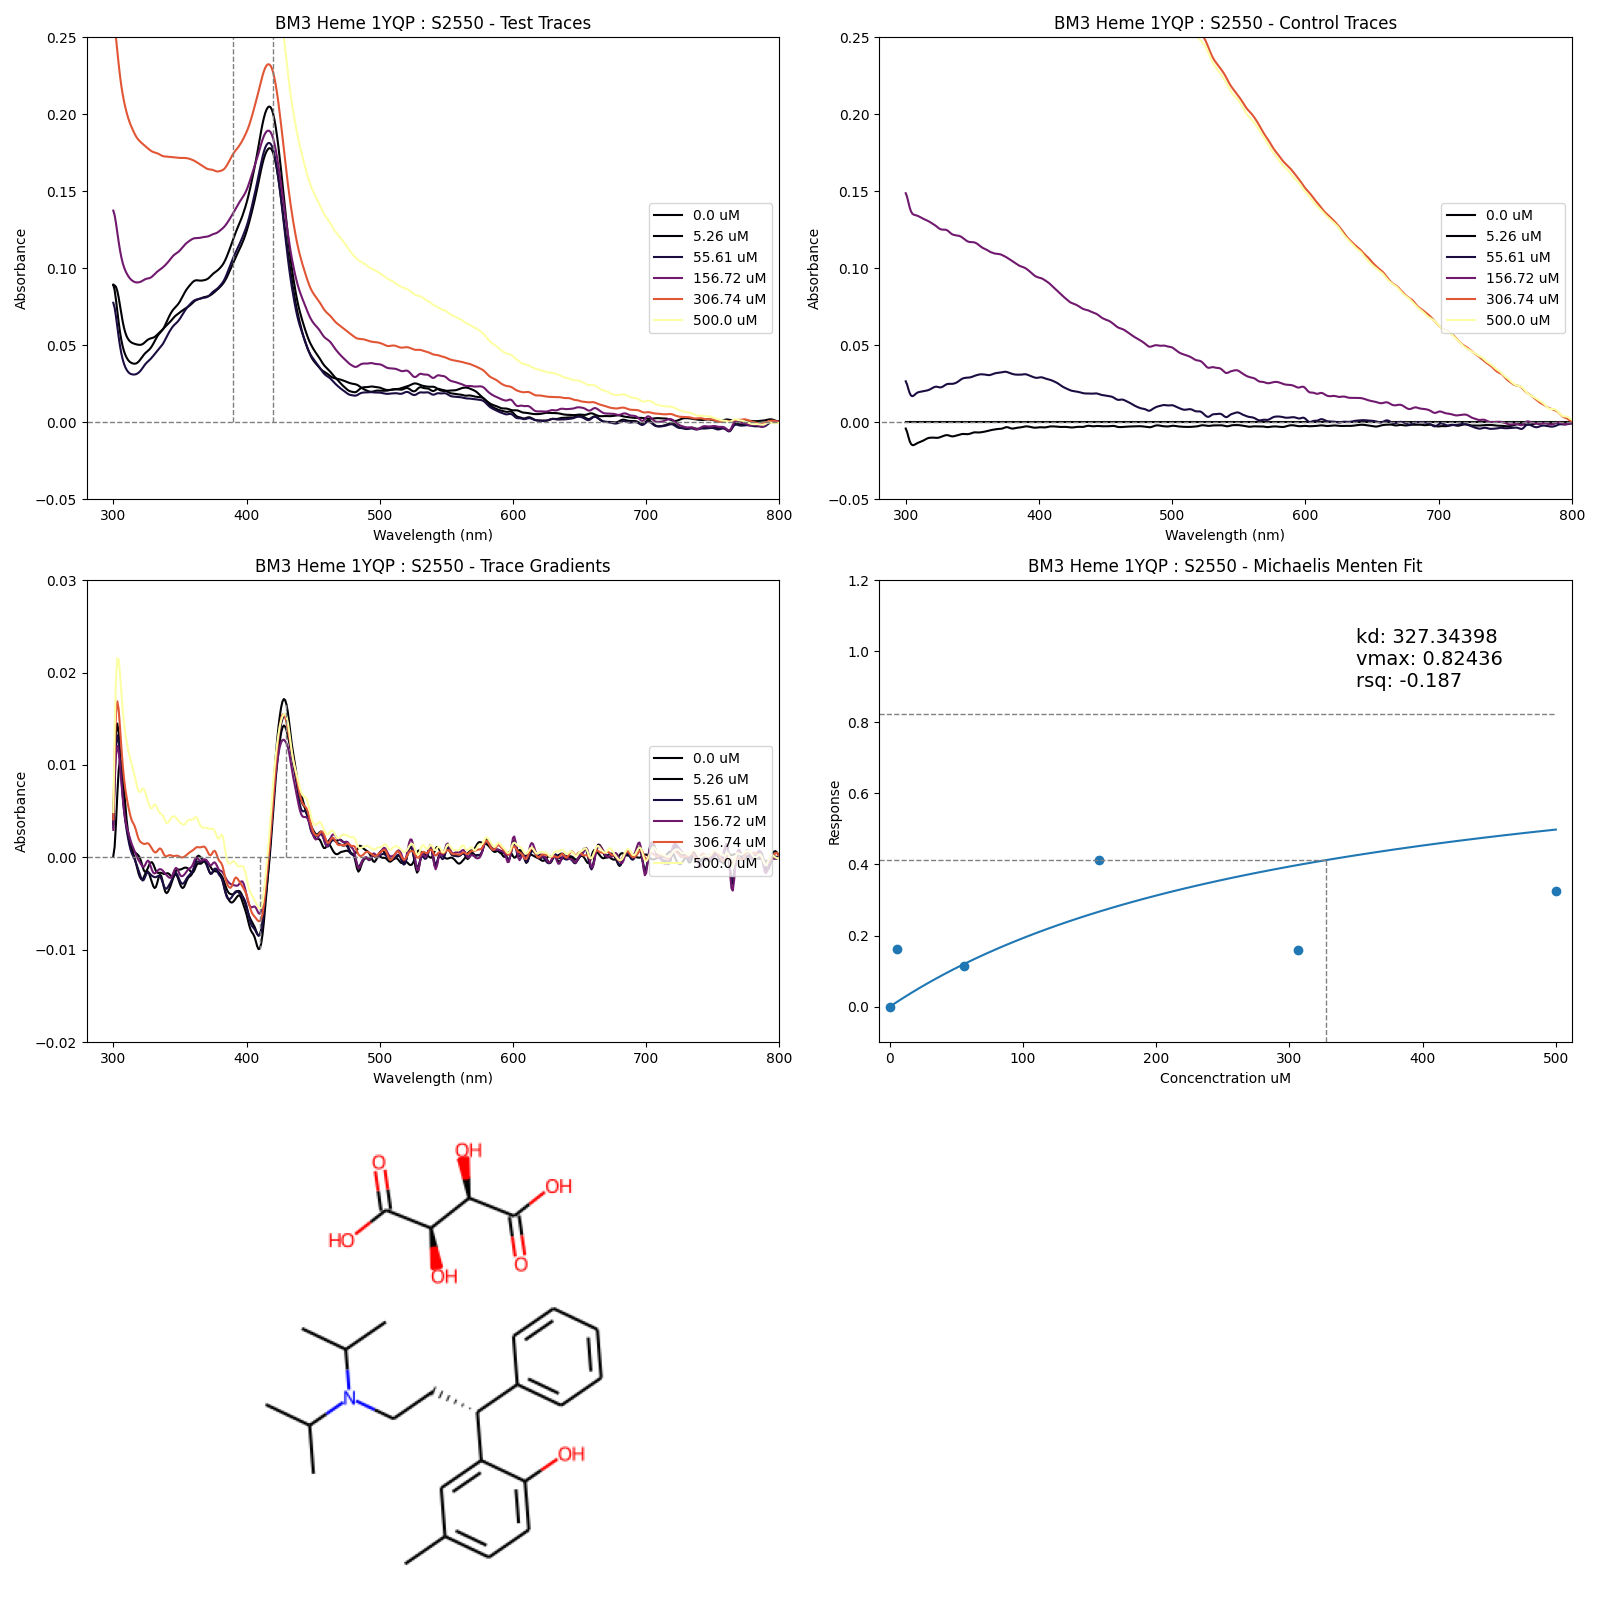 BM3 Heme 1YQP : S2550 - Test Traces
0.25
0.20
0.15
0.10
0.05
0.00
−0.05
Absorbance
300
400
500
600
700
800
Wavelength (nm)
0.0 uM
5.26 uM
55.61 uM
156.72 uM
306.74 uM
500.0 uM
BM3 Heme 1YQP : S2550 - Control Traces
0.25
0.20
0.15
0.10
0.05
0.00
−0.05
Absorbance
300
400
500
600
700
800
Wavelength (nm)
0.0 uM
5.26 uM
55.61 uM
156.72 uM
306.74 uM
500.0 uM
BM3 Heme 1YQP : S2550 - Trace Gradients
0.03
0.02
0.01
0.00
−0.01
−0.02
Absorbance
300
400
500
600
700
800
Wavelength (nm)
0.0 uM
5.26 uM
55.61 uM
156.72 uM
306.74 uM
500.0 uM
BM3 Heme 1YQP : S2550 - Michaelis Menten Fit
1.2
1.0
0.8
0.6
0.4
0.2
0.0
Response
0
100
200
300
400
500
Concenctration uM
kd: 327.34398
vmax: 0.82436
rsq: -0.187
OH
O
OH
HO
O
OH
N
OH